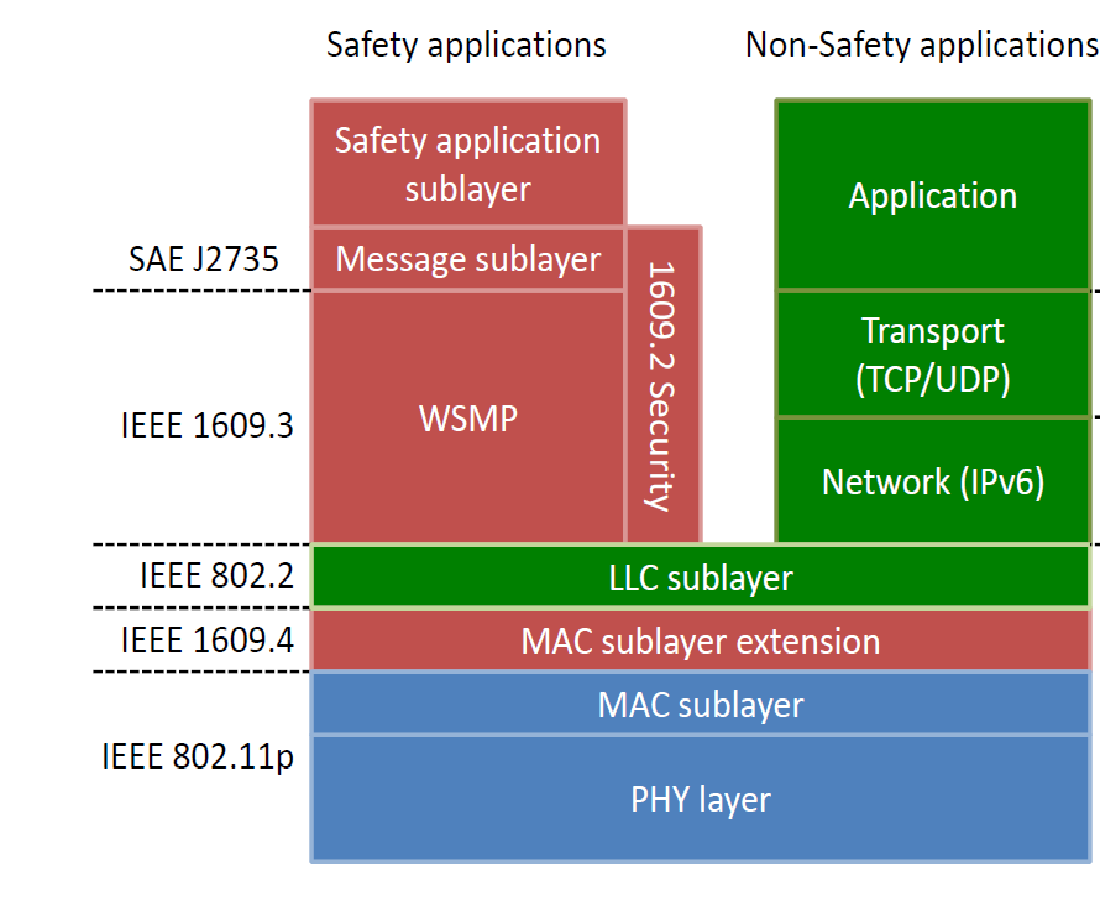 Safety applications
Non-Safety applications
Safety application
sublayer
Application
SAE J2735
Message sublayer
1609.2 Security
Transport
(TCP/UDP)
IEEE 1609.3
WSMP
Network (IPv6)
IEEE 802.2
LLC sublayer
IEEE 1609.4
MAC sublayer extension
MAC sublayer
IEEE 802.11p
PHY layer